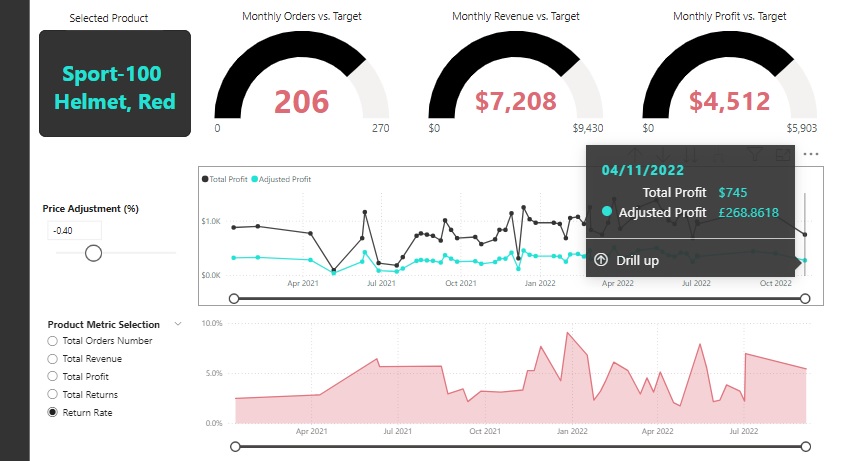 Selected Product
Sport-100
Helmet, Red
Monthly Orders vs. Target
206
0
270
Monthly Revenue vs. Target
$7,208
$0
$9,430
Monthly Profit vs. Target
$4,512
$0
$5,903
Price Adjustment (%)
-0.40
Total Profit Adjusted Profit
$1.0K
$0.0K
Apr 2021 Jul 2021 Oct 2021 Jan 2022 Apr 2022 Jul 2022 Oct 2022
04/11/2022
Total Profit $745
Adjusted Profit £268.8618
Drill up
Product Metric Selection
Total Orders Number
Total Revenue
Total Profit
Total Returns
Return Rate
10.0%
5.0%
0.0%
Apr 2021 Jul 2021 Oct 2021 Jan 2022 Apr 2022 Jul 2022